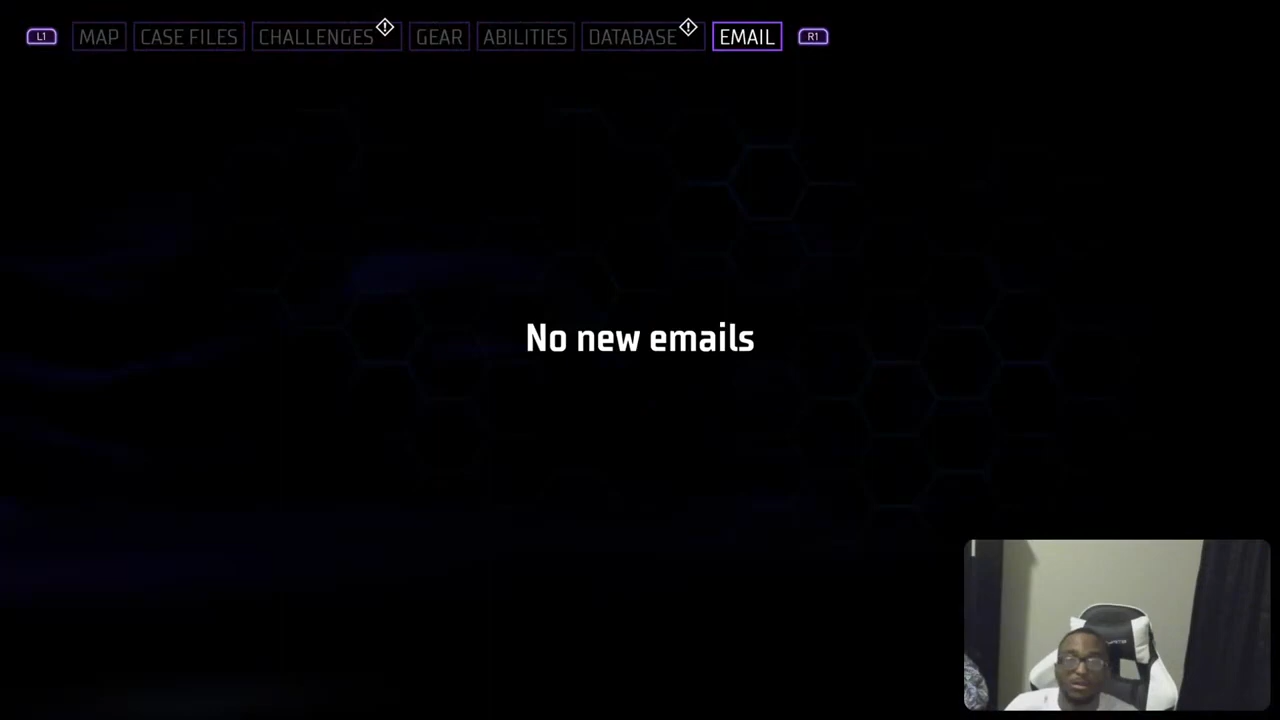 L1 MAP CASE FILES CHALLENGES ! GEAR ABILITIES DATABASE ! EMAIL R1
No new emails